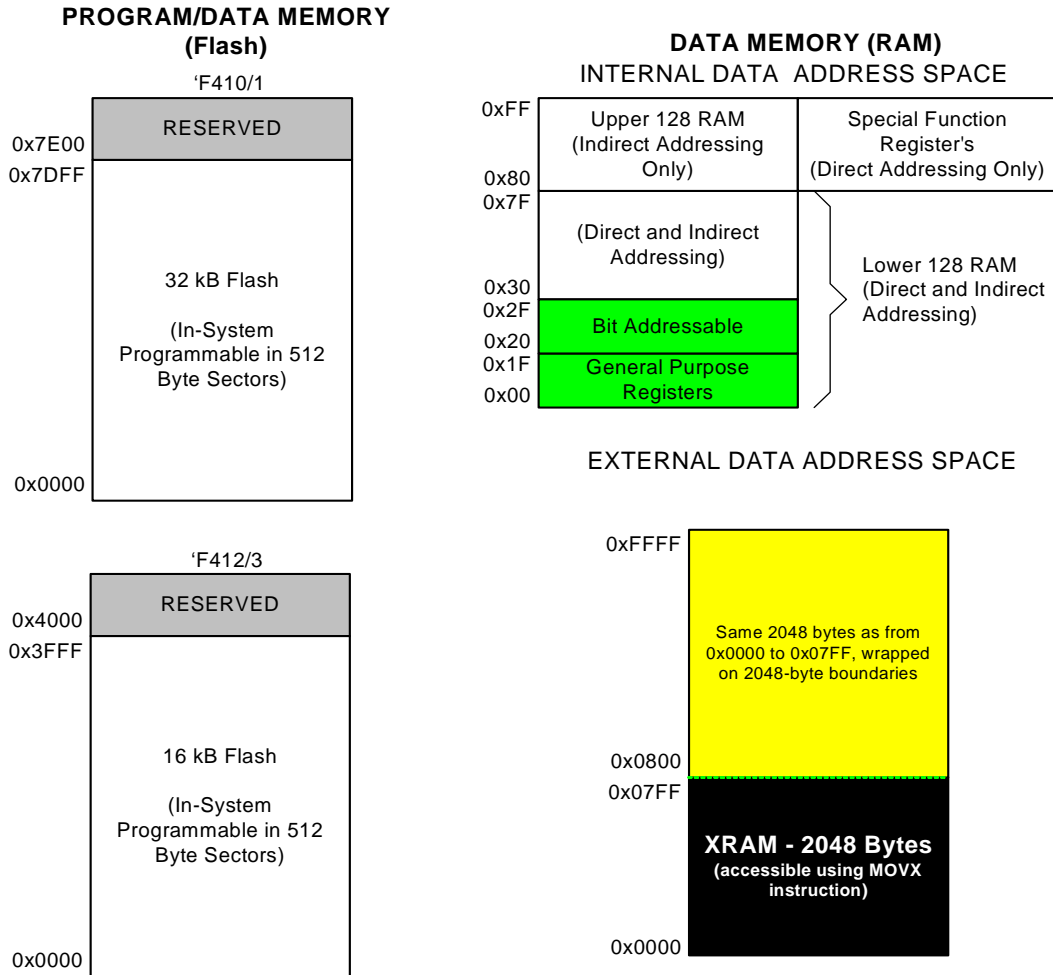 PROGRAM/DATA MEMORY
(Flash)
‘F410/1
RESERVED
0x7E00
0x7DFF
32 kB Flash
(In-System
Programmable in 512
Byte Sectors)
0x0000
‘F412/3
RESERVED
0x4000
0x3FFF
16 kB Flash
(In-System
Programmable in 512
Byte Sectors)
0x0000
DATA MEMORY (RAM)
INTERNAL DATA ADDRESS SPACE
0xFF
Upper 128 RAM
(Indirect Addressing
Only)
0x80
Special Function
Register's
(Direct Addressing Only)
0x7F
(Direct and Indirect
Addressing)
0x30
Lower 128 RAM
(Direct and Indirect
Addressing)
0x2F
Bit Addressable
0x20
0x1F
General Purpose
Registers
0x00
EXTERNAL DATA ADDRESS SPACE
0xFFFF
Same 2048 bytes as from
0x0000 to 0x07FF, wrapped
on 2048-byte boundaries
0x0800
0x07FF
XRAM - 2048 Bytes
(accessible using MOVX
instruction)
0x0000